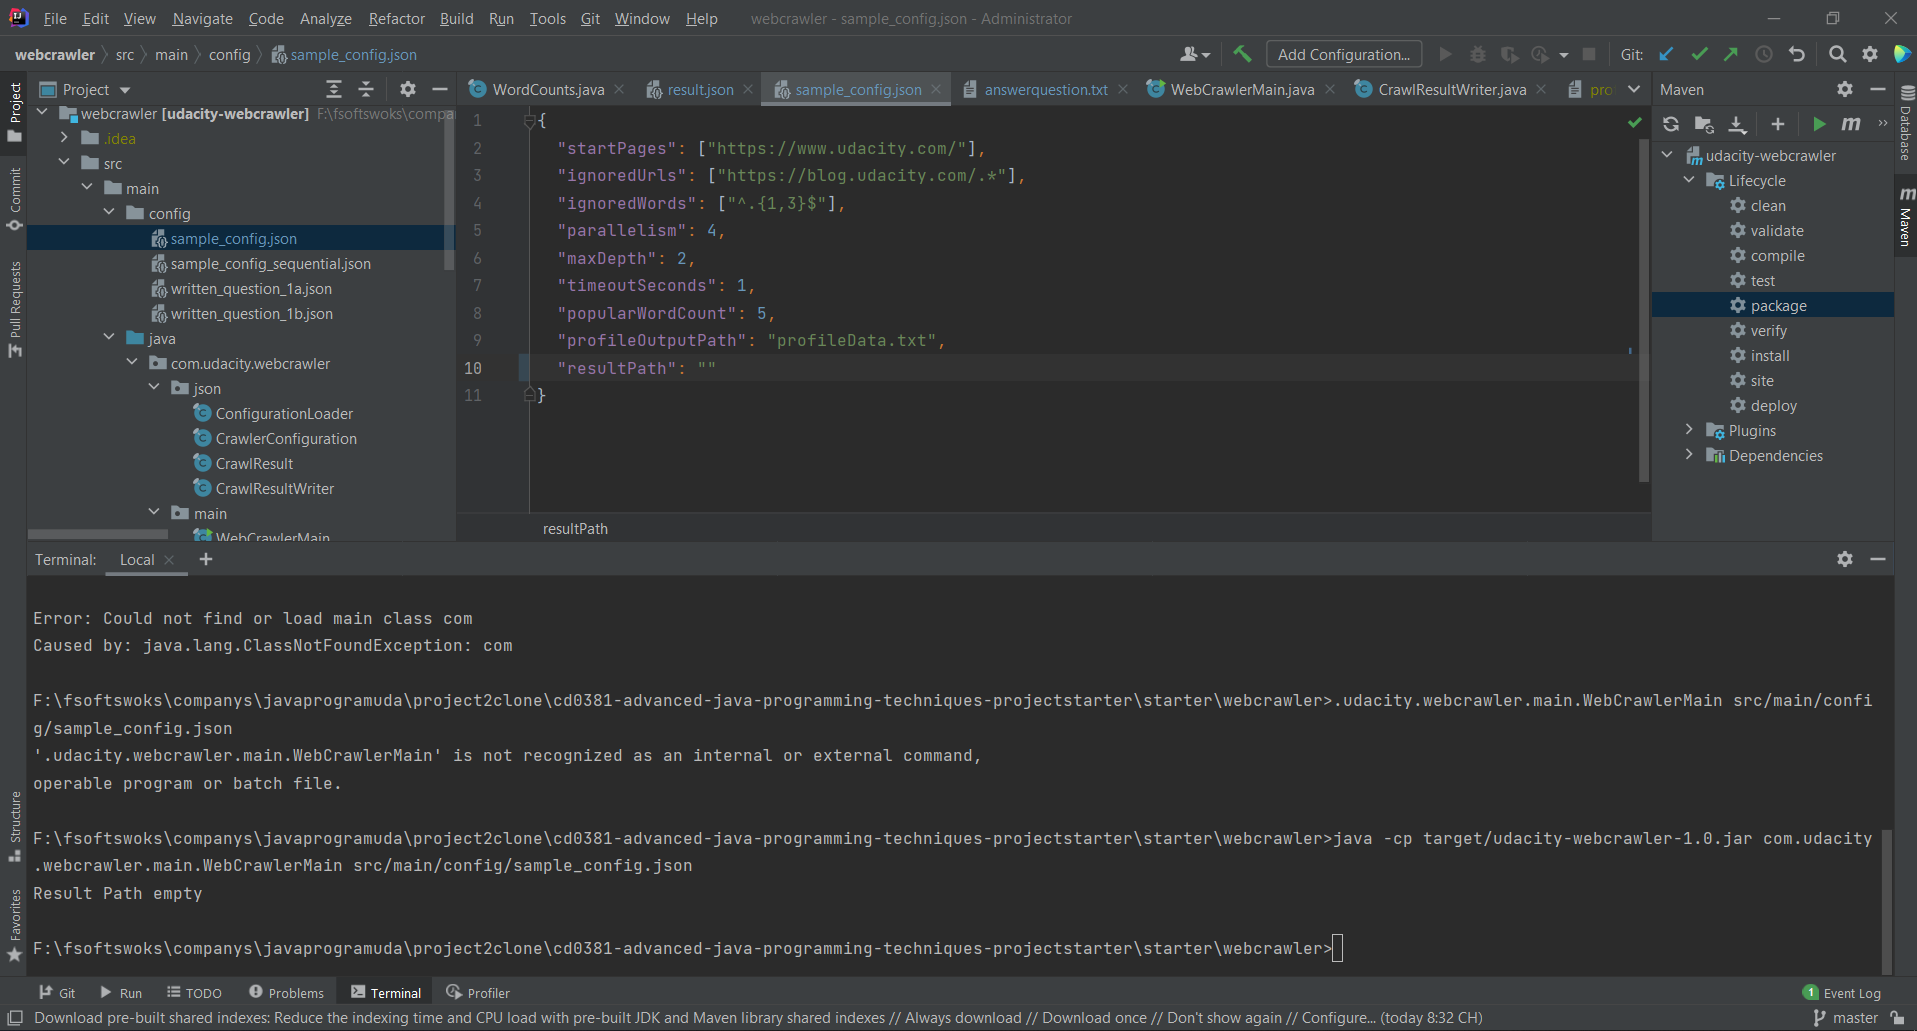 File Edit View Navigate Code Analyze Refactor Build Run Tools Git Window Help webcrawler - sample_config.json - Administrator
webcrawler src main config sample_config.json Add Configuration... Git:
Project
WordCounts.java result.json sample_config.json answerquestion.txt WebCrawlerMain.java CrawlResultWriter.java pro
Maven
webcrawler [udacity-webcrawler] F:\fsoftswoks\compa
.idea
src
main
config
sample_config.json
sample_config_sequential.json
written_question_1a.json
written_question_1b.json
java
com.udacity.webcrawler
json
ConfigurationLoader
CrawlerConfiguration
CrawlResult
CrawlResultWriter
main
WebCrawlerMain
1 {
2 "startPages": ["https://www.udacity.com/"],
3 "ignoredUrls": ["https://blog.udacity.com/.*"],
4 "ignoredWords": ["^.{1,3}$"],
5 "parallelism": 4,
6 "maxDepth": 2,
7 "timeoutSeconds": 1,
8 "popularWordCount": 5,
9 "profileOutputPath": "profileData.txt",
10 "resultPath": ""
11 }
resultPath
udacity-webcrawler
Lifecycle
clean
validate
compile
test
package
verify
install
site
deploy
Plugins
Dependencies
Project
Commit
Pull Requests
Structure
Favorites
Database
Maven
Terminal: Local
Error: Could not find or load main class com
Caused by: java.lang.ClassNotFoundException: com
F:\fsoftswoks\companys\javaprogramuda\project2clone\cd0381-advanced-java-programming-techniques-projectstarter\starter\webcrawler>.udacity.webcrawler.main.WebCrawlerMain src/main/confi
g/sample_config.json
'.udacity.webcrawler.main.WebCrawlerMain' is not recognized as an internal or external command,
operable program or batch file.
F:\fsoftswoks\companys\javaprogramuda\project2clone\cd0381-advanced-java-programming-techniques-projectstarter\starter\webcrawler>java -cp target/udacity-webcrawler-1.0.jar com.udacity
.webcrawler.main.WebCrawlerMain src/main/config/sample_config.json
Result Path empty
F:\fsoftswoks\companys\javaprogramuda\project2clone\cd0381-advanced-java-programming-techniques-projectstarter\starter\webcrawler>
Git Run TODO Problems Terminal Profiler 1 Event Log
Download pre-built shared indexes: Reduce the indexing time and CPU load with pre-built JDK and Maven library shared indexes // Always download // Download once // Don't show again // Configure... (today 8:32 CH) master